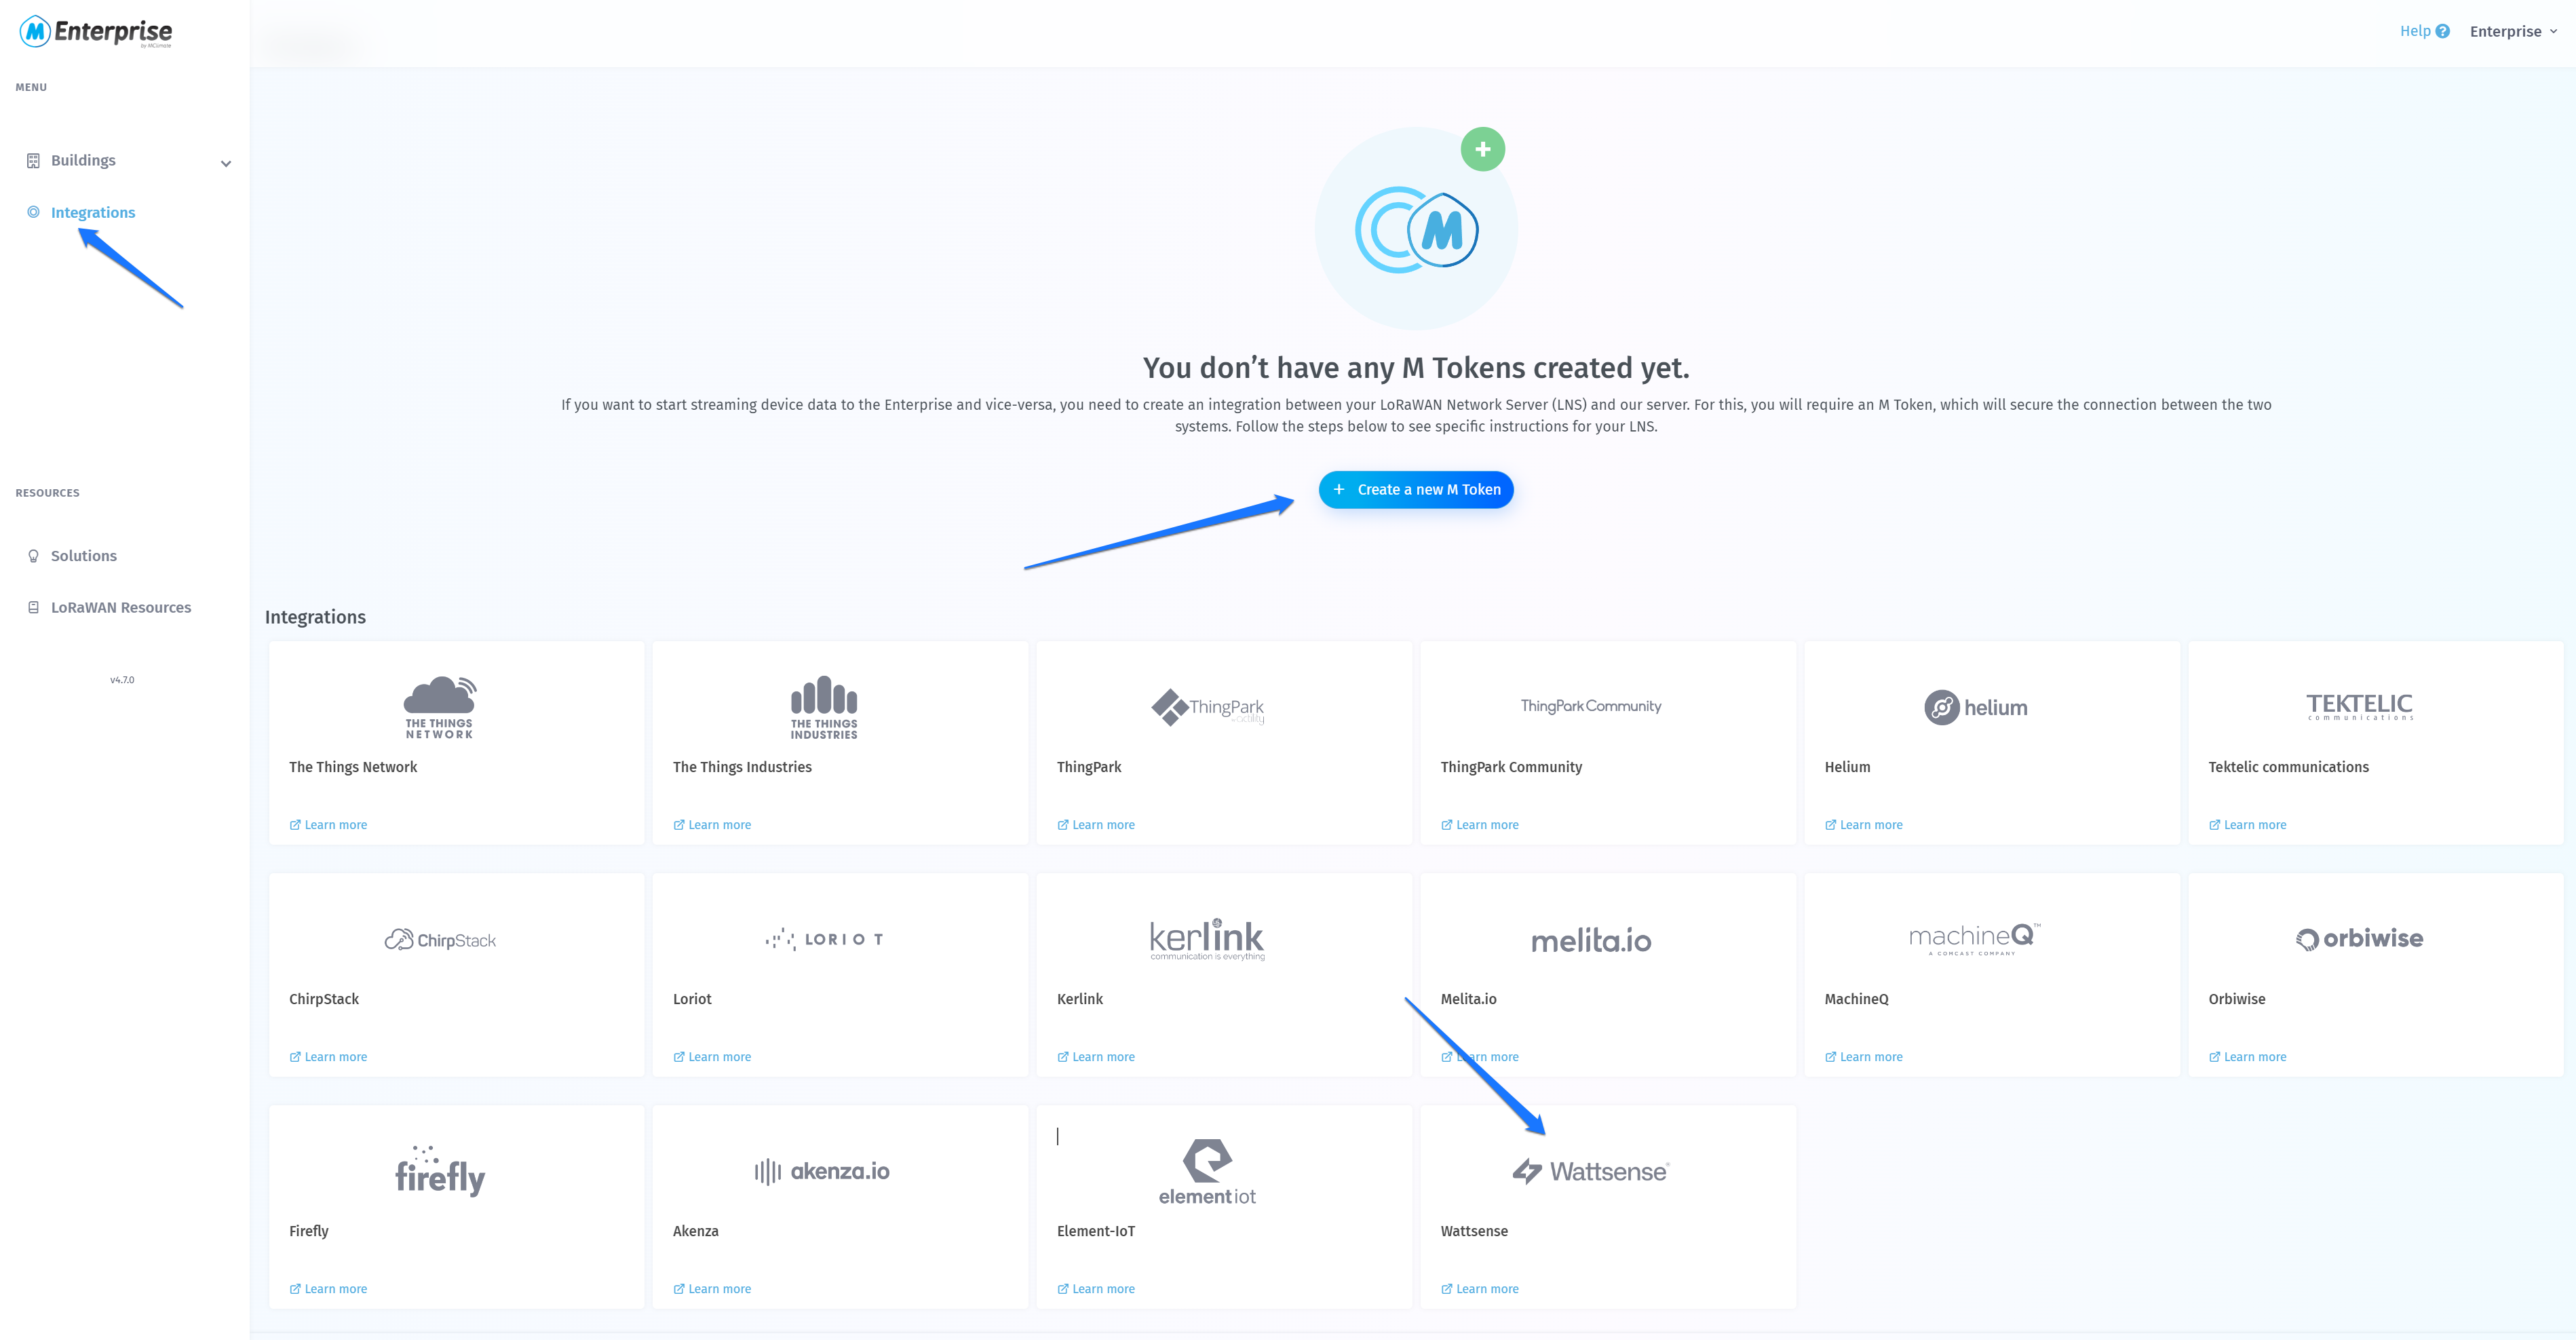 M Enterprise
by MClimate
Help
Enterprise
MENU
Buildings
Integrations
RESOURCES
Solutions
LoRaWAN Resources
v4.7.0
M
You don’t have any M Tokens created yet.
If you want to start streaming device data to the Enterprise and vice-versa, you need to create an integration between your LoRaWAN Network Server (LNS) and our server. For this, you will require an M Token, which will secure the connection between the two
systems. Follow the steps below to see specific instructions for your LNS.
+ Create a new M Token
Integrations
THE THINGS
NETWORK
The Things Network
Learn more
THE THINGS
INDUSTRIES
The Things Industries
Learn more
ThingPark
by actility
ThingPark
Learn more
ThingPark Community
ThingPark Community
Learn more
helium
Helium
Learn more
TEKTELIC
communications
Tektelic communications
Learn more
ChirpStack
ChirpStack
Learn more
LORIOT
Loriot
Learn more
kerlink
communication is everything
Kerlink
Learn more
melita.io
Melita.io
Learn more
machineQ™
A COMCAST COMPANY
MachineQ
Learn more
orbiwise
Orbiwise
Learn more
firefly
Firefly
Learn more
akenza.io
Akenza
Learn more
element iot
Element-IoT
Learn more
Wattsense®
Wattsense
Learn more